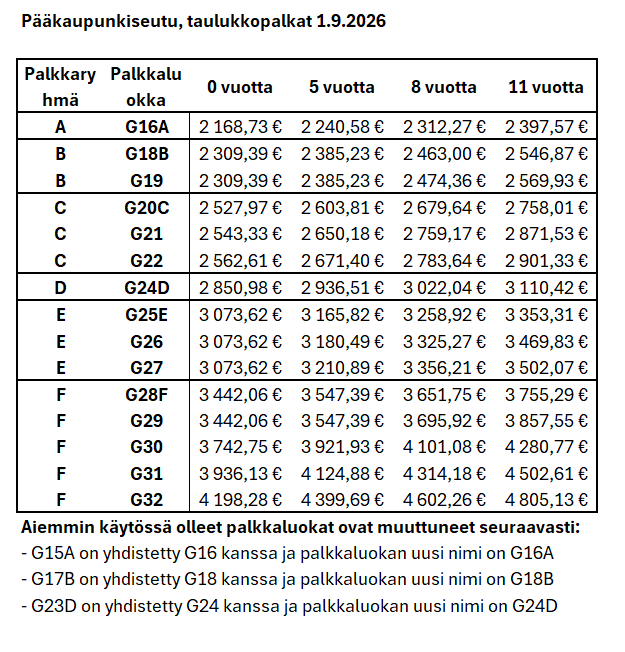 Pääkaupunkiseutu, taulukkopalkat 1.9.2026
Palkkary
hmä Palkkalu
okka 0 vuotta 5 vuotta 8 vuotta 11 vuotta
A G16A 2 168,73 € 2 240,58 € 2 312,27 € 2 397,57 €
B G18B 2 309,39 € 2 385,23 € 2 463,00 € 2 546,87 €
B G19 2 309,39 € 2 385,23 € 2 474,36 € 2 569,93 €
C G20C 2 527,97 € 2 603,81 € 2 679,64 € 2 758,01 €
C G21 2 543,33 € 2 650,18 € 2 759,17 € 2 871,53 €
C G22 2 562,61 € 2 671,40 € 2 783,64 € 2 901,33 €
D G24D 2 850,98 € 2 936,51 € 3 022,04 € 3 110,42 €
E G25E 3 073,62 € 3 165,82 € 3 258,92 € 3 353,31 €
E G26 3 073,62 € 3 180,49 € 3 325,27 € 3 469,83 €
E G27 3 073,62 € 3 210,89 € 3 356,21 € 3 502,07 €
F G28F 3 442,06 € 3 547,39 € 3 651,75 € 3 755,29 €
F G29 3 442,06 € 3 547,39 € 3 695,92 € 3 857,55 €
F G30 3 742,75 € 3 921,93 € 4 101,08 € 4 280,77 €
F G31 3 936,13 € 4 124,88 € 4 314,18 € 4 502,61 €
F G32 4 198,28 € 4 399,69 € 4 602,26 € 4 805,13 €
Aiemmin käytössä olleet palkkaluokat ovat muuttuneet seuraavasti:
- G15A on yhdistetty G16 kanssa ja palkkaluokan uusi nimi on G16A
- G17B on yhdistetty G18 kanssa ja palkkaluokan uusi nimi on G18B
- G23D on yhdistetty G24 kanssa ja palkkaluokan uusi nimi on G24D